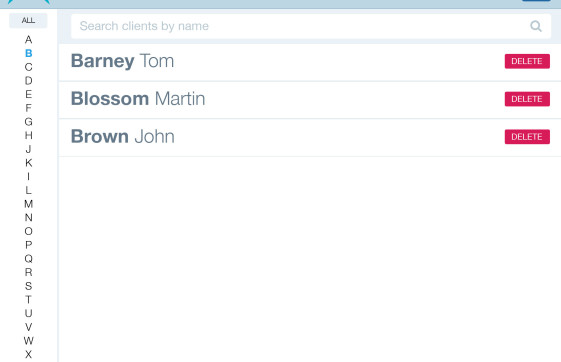 ALL
A
B
C
D
E
F
G
H
J
K
I
L
M
N
O
P
Q
R
S
T
U
V
W
X
Search clients by name
Barney Tom DELETE
Blossom Martin DELETE
Brown John DELETE